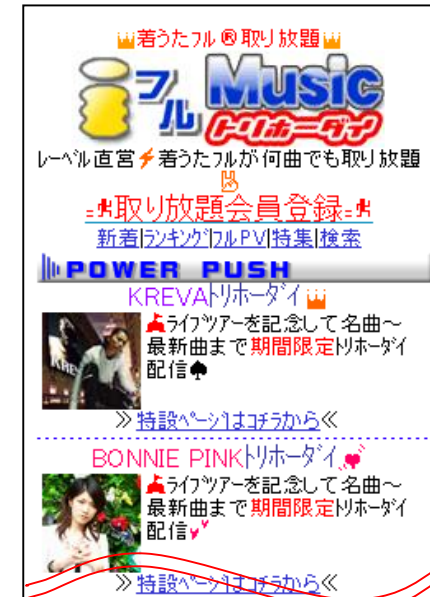 着うたフル®取り放題
iフル Music
トリホーダイ
レーベル直営⚡着うたフルが何曲でも取り放題
取り放題会員登録
新着|ランキング|フルPV|特集|検索
POWER PUSH
KREVAトリホーダイ
ライブツアーを記念して名曲〜
最新曲まで期間限定トリホーダイ
配信♠
≫特設ページはコチラから≪
BONNIE PINKトリホーダイ
ライブツアーを記念して名曲〜
最新曲まで期間限定トリホーダイ
配信
≫特設ページはコチラから≪